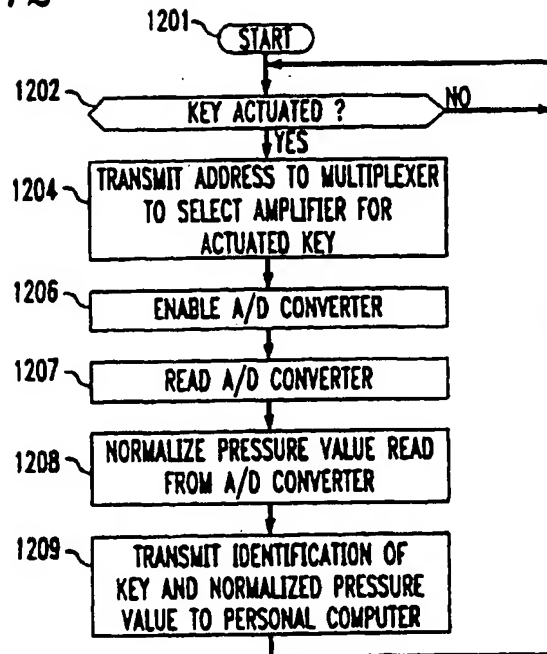 1201
START
1202
KEY ACTUATED ?
NO
YES
1204
TRANSMIT ADDRESS TO MULTIPLEXER
TO SELECT AMPLIFIER FOR
ACTUATED KEY
1206
ENABLE A/D CONVERTER
1207
READ A/D CONVERTER
1208
NORMALIZE PRESSURE VALUE READ
FROM A/D CONVERTER
1209
TRANSMIT IDENTIFICATION OF
KEY AND NORMALIZED PRESSURE
VALUE TO PERSONAL COMPUTER